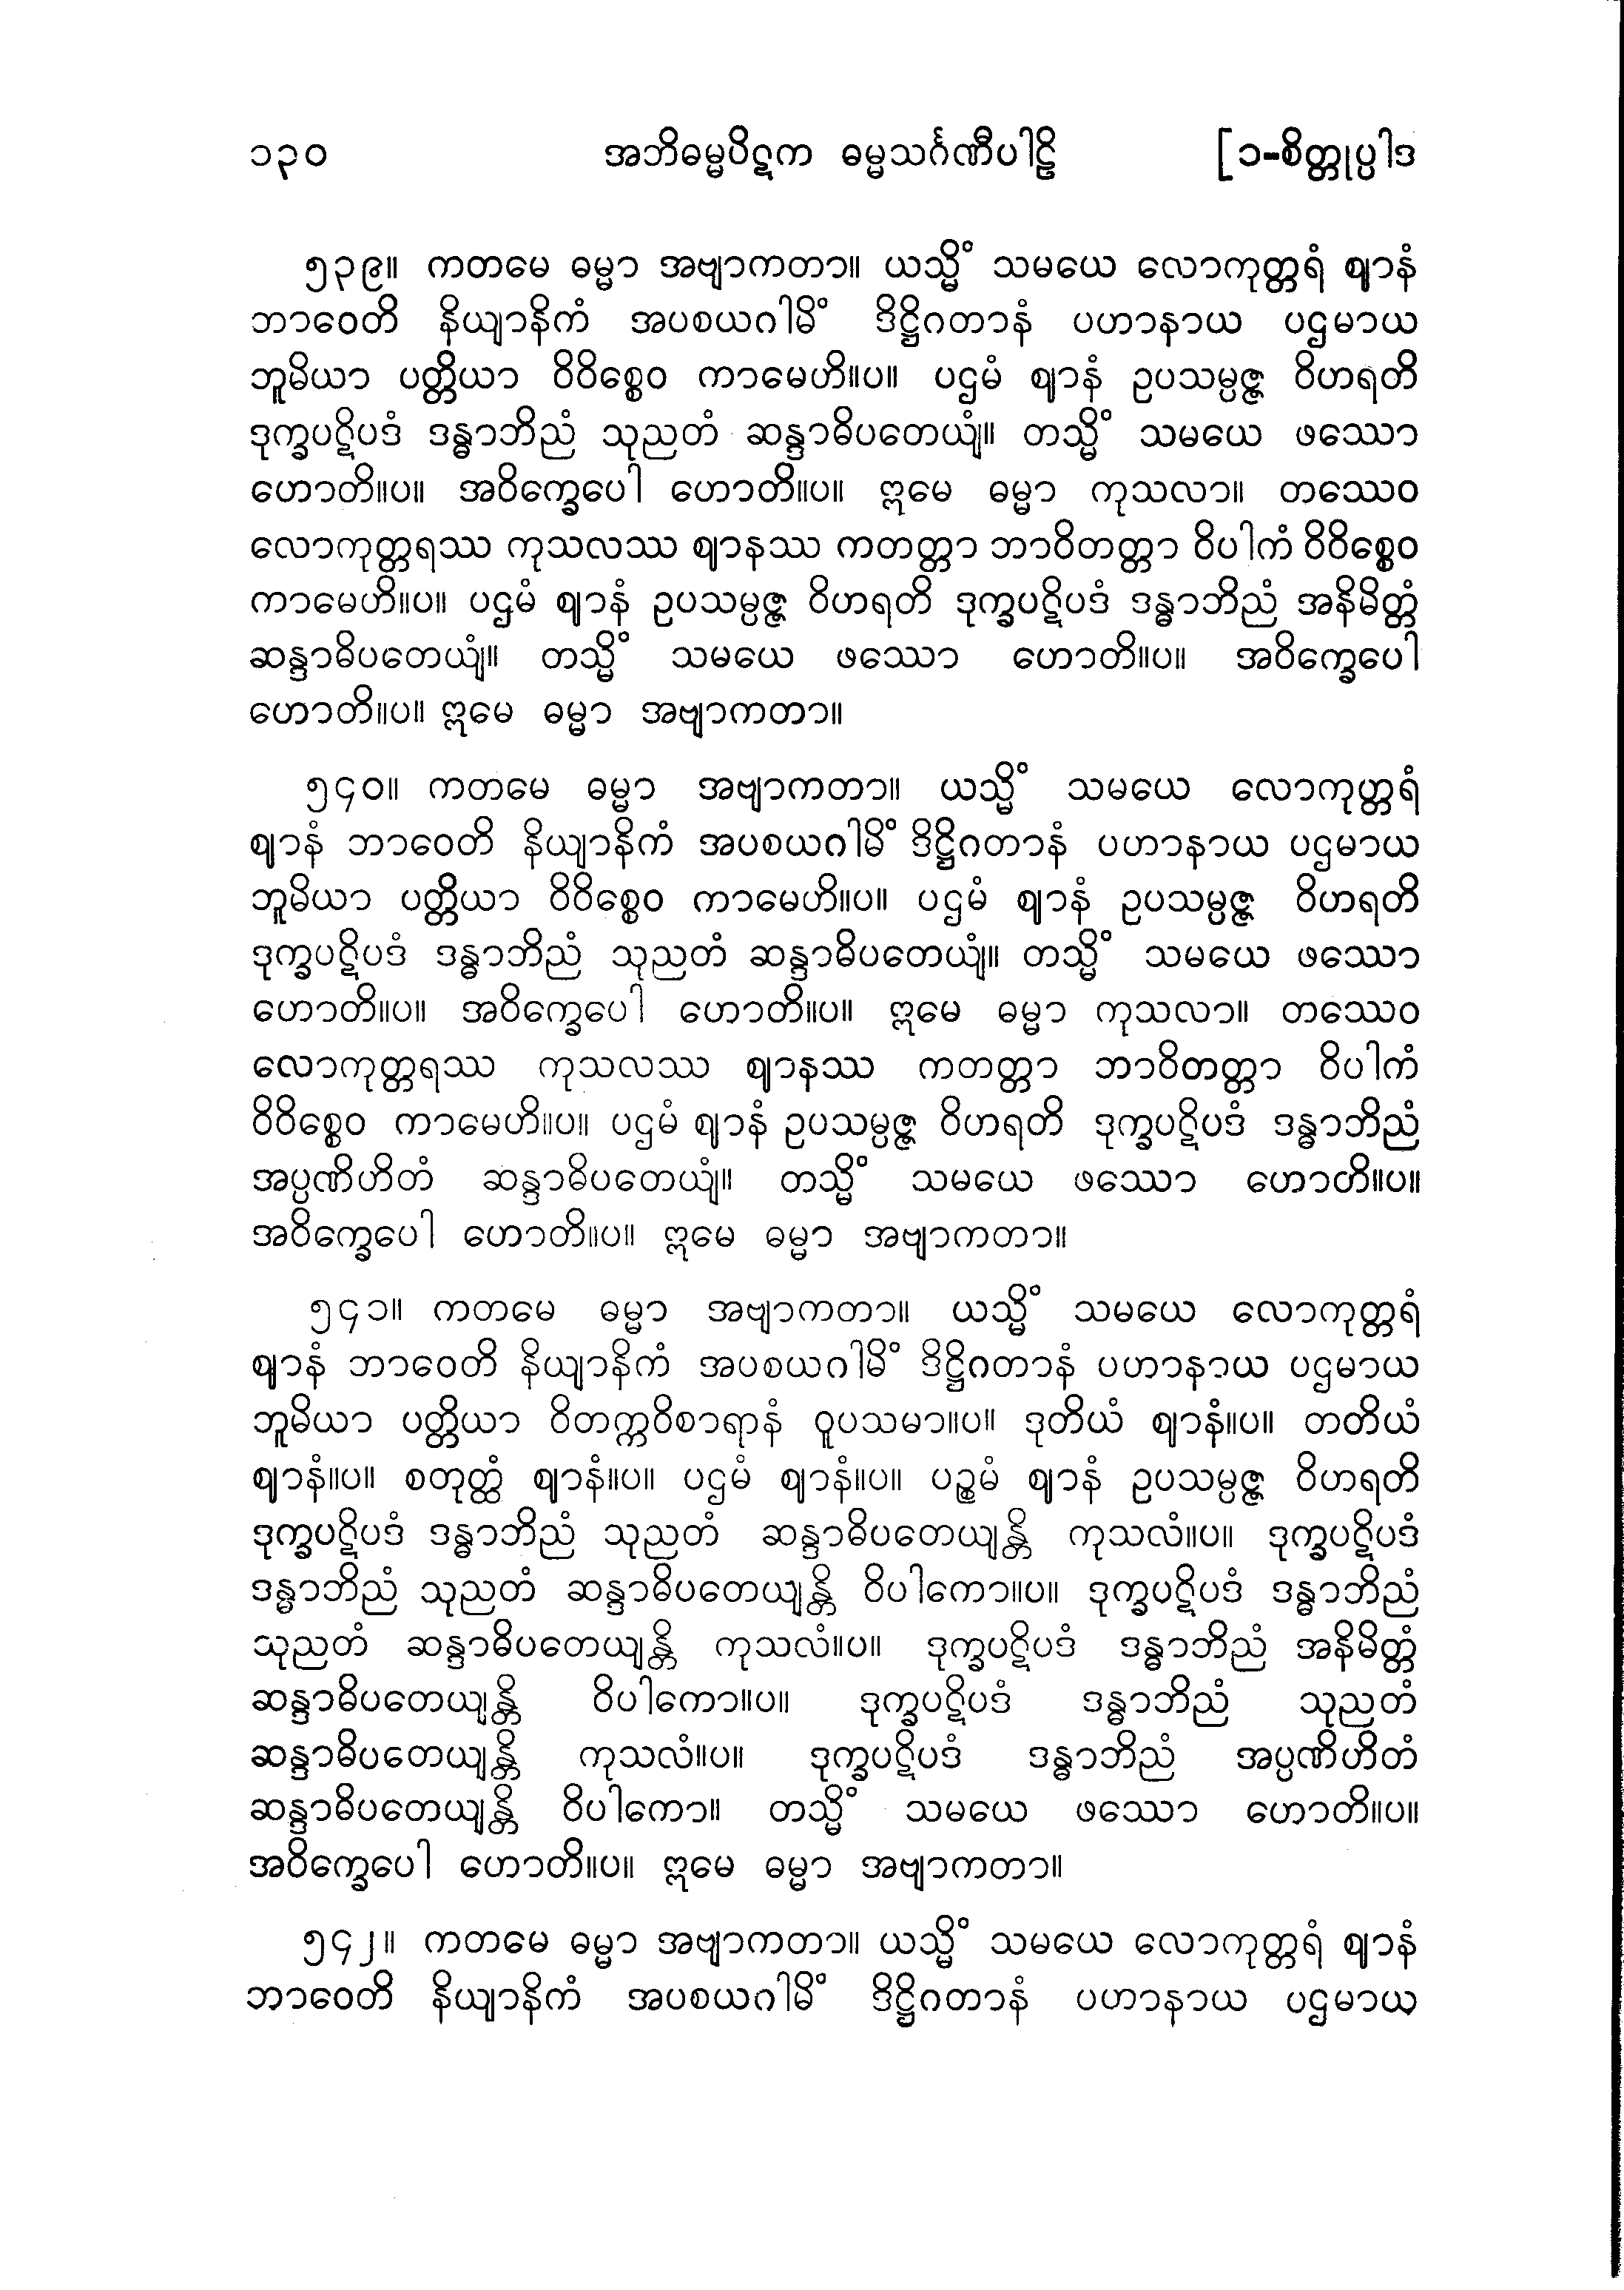 ၁၃၀ အဘိဓမ္မပိဋက ဓမ္မသင်္ဂဏီပါဠိ [၁-စိတ္တုပ္ပါဒ
၅၃၉။ ကတမေ ဓမ္မာ အဗျာကတာ။ ယသ္မိံ သမယေ လောကုတ္တရံ ဈာနံ
ဘာဝေတိ နိယျာနိကံ အပစယဂါမိံ ဒိဋ္ဌိဂတာနံ ပဟာနာယ ပဌမာယ
ဘူမိယာ ပတ္တိယာ ဝိဝိစ္စေဝ ကာမေဟိ။ပ။ ပဌမံ ဈာနံ ဥပသမ္ပဇ္ဇ ဝိဟရတိ
ဒုက္ခပဋိပဒံ ဒန္ဓာဘိညံ သုညတံ ဆန္ဒာဓိပတေယျံ။ တသ္မိံ သမယေ ဖဿော
ဟောတိ။ပ။ အဝိက္ခေပေါ ဟောတိ။ပ။ ဣမေ ဓမ္မာ ကုသလာ။ တဿေဝ
လောကုတ္တရဿ ကုသလဿ ဈာနဿ ကတတ္တာ ဘာဝိတတ္တာ ဝိပါကံ ဝိဝိစ္စေဝ
ကာမေဟိ။ပ။ ပဌမံ ဈာနံ ဥပသမ္ပဇ္ဇ ဝိဟရတိ ဒုက္ခပဋိပဒံ ဒန္ဓာဘိညံ အနိမိတ္တံ
ဆန္ဒာဓိပတေယျံ။ တသ္မိံ သမယေ ဖဿော ဟောတိ။ပ။ အဝိက္ခေပေါ
ဟောတိ။ပ။ ဣမေ ဓမ္မာ အဗျာကတာ။
၅၄၀။ ကတမေ ဓမ္မာ အဗျာကတာ။ ယသ္မိံ သမယေ လောကုတ္တရံ
ဈာနံ ဘာဝေတိ နိယျာနိကံ အပစယဂါမိံ ဒိဋ္ဌိဂတာနံ ပဟာနာယ ပဌမာယ
ဘူမိယာ ပတ္တိယာ ဝိဝိစ္စေဝ ကာမေဟိ။ပ။ ပဌမံ ဈာနံ ဥပသမ္ပဇ္ဇ ဝိဟရတိ
ဒုက္ခပဋိပဒံ ဒန္ဓာဘိညံ သုညတံ ဆန္ဒာဓိပတေယျံ။ တသ္မိံ သမယေ ဖဿော
ဟောတိ။ပ။ အဝိက္ခေပေါ ဟောတိ။ပ။ ဣမေ ဓမ္မာ ကုသလာ။ တဿေဝ
လောကုတ္တရဿ ကုသလဿ ဈာနဿ ကတတ္တာ ဘာဝိတတ္တာ ဝိပါကံ
ဝိဝိစ္စေဝ ကာမေဟိ။ပ။ ပဌမံ ဈာနံ ဥပသမ္ပဇ္ဇ ဝိဟရတိ ဒုက္ခပဋိပဒံ ဒန္ဓာဘိညံ
အပ္ပဏိဟိတံ ဆန္ဒာဓိပတေယျံ။ တသ္မိံ သမယေ ဖဿော ဟောတိ။ပ။
အဝိက္ခေပေါ ဟောတိ။ပ။ ဣမေ ဓမ္မာ အဗျာကတာ။
၅၄၁။ ကတမေ ဓမ္မာ အဗျာကတာ။ ယသ္မိံ သမယေ လောကုတ္တရံ
ဈာနံ ဘာဝေတိ နိယျာနိကံ အပစယဂါမိံ ဒိဋ္ဌိဂတာနံ ပဟာနာယ ပဌမာယ
ဘူမိယာ ပတ္တိယာ ဝိတက္ကဝိစာရာနံ ဝူပသမာ။ပ။ ဒုတိယံ ဈာနံ။ပ။ တတိယံ
ဈာနံ။ပ။ စတုတ္ထံ ဈာနံ။ပ။ ပဌမံ ဈာနံ။ပ။ ပဉ္စမံ ဈာနံ ဥပသမ္ပဇ္ဇ ဝိဟရတိ
ဒုက္ခပဋိပဒံ ဒန္ဓာဘိညံ သုညတံ ဆန္ဒာဓိပတေယျန္တိ ကုသလံ။ပ။ ဒုက္ခပဋိပဒံ
ဒန္ဓာဘိညံ သုညတံ ဆန္ဒာဓိပတေယျန္တိ ဝိပါကော။ပ။ ဒုက္ခပဋိပဒံ ဒန္ဓာဘိညံ
သုညတံ ဆန္ဒာဓိပတေယျန္တိ ကုသလံ။ပ။ ဒုက္ခပဋိပဒံ ဒန္ဓာဘိညံ အနိမိတ္တံ
ဆန္ဒာဓိပတေယျန္တိ ဝိပါကော။ပ။ ဒုက္ခပဋိပဒံ ဒန္ဓာဘိညံ သုညတံ
ဆန္ဒာဓိပတေယျန္တိ ကုသလံ။ပ။ ဒုက္ခပဋိပဒံ ဒန္ဓာဘိညံ အပ္ပဏိဟိတံ
ဆန္ဒာဓိပတေယျန္တိ ဝိပါကော။ တသ္မိံ သမယေ ဖဿော ဟောတိ။ပ။
အဝိက္ခေပေါ ဟောတိ။ပ။ ဣမေ ဓမ္မာ အဗျာကတာ။
၅၄၂။ ကတမေ ဓမ္မာ အဗျာကတာ။ ယသ္မိံ သမယေ လောကုတ္တရံ ဈာနံ
ဘာဝေတိ နိယျာနိကံ အပစယဂါမိံ ဒိဋ္ဌိဂတာနံ ပဟာနာယ ပဌမာယ